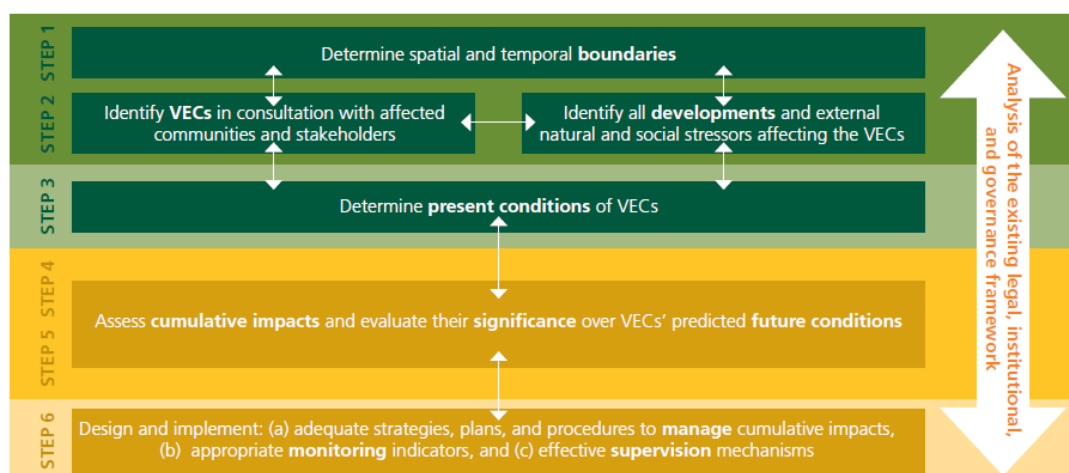 STEP 1
Determine spatial and temporal boundaries
STEP 2
Identify VECs in consultation with affected
communities and stakeholders
Identify all developments and external
natural and social stressors affecting the VECs
STEP 3
Determine present conditions of VECs
STEP 4
STEP 5
Assess cumulative impacts and evaluate their significance over VECs’ predicted future conditions
STEP 6
Design and implement: (a) adequate strategies, plans, and procedures to manage cumulative impacts,
(b) appropriate monitoring indicators, and (c) effective supervision mechanisms
Analysis of the existing legal, institutional,
and governance framework